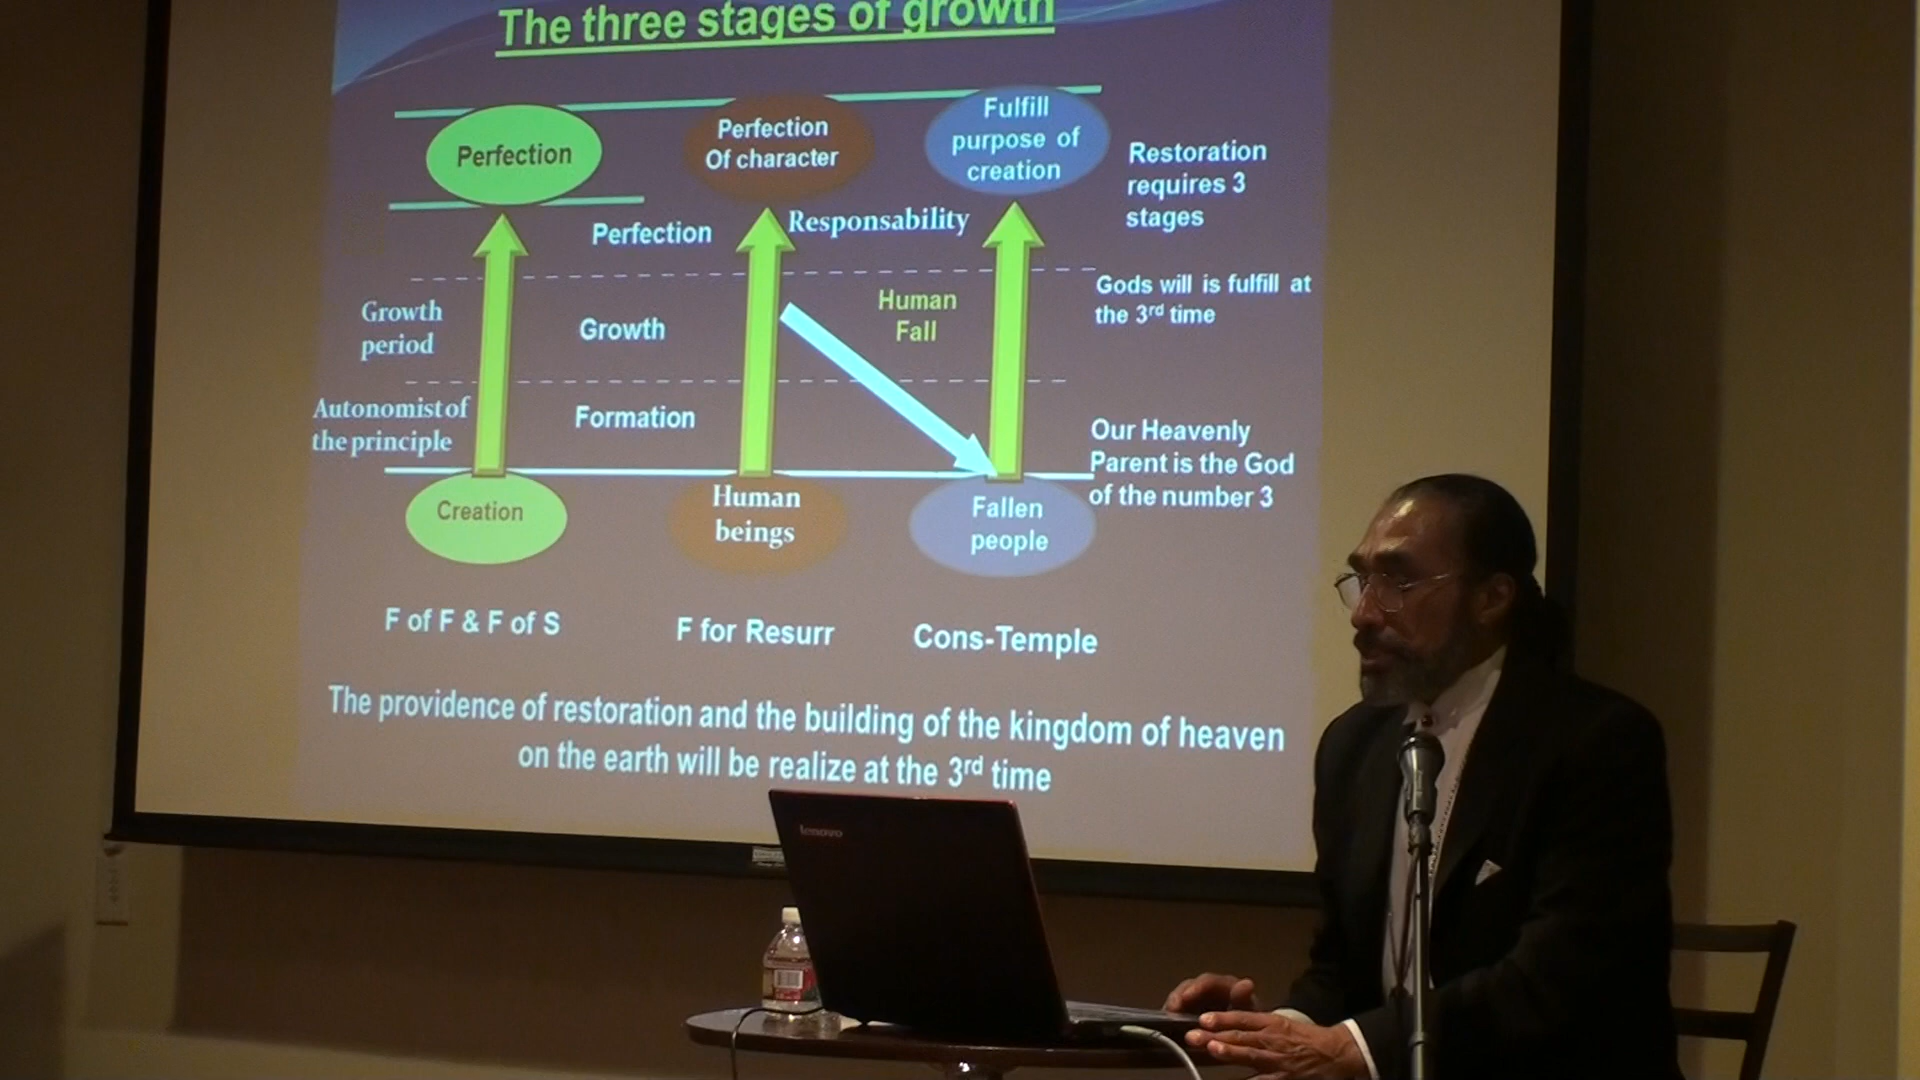 The three stages of growth
Perfection
Perfection
Of character
Fulfill
purpose of
creation
Restoration
requires 3
stages
Perfection
Responsability
Growth
period
Growth
Human
Fall
Gods will is fulfill at
the 3rd time
Autonomist of
the principle
Formation
Our Heavenly
Parent is the God
of the number 3
Creation
Human
beings
Fallen
people
F of F & F of S
F for Resurr
Cons-Temple
The providence of restoration and the building of the kingdom of heaven
on the earth will be realize at the 3rd time
lenovo